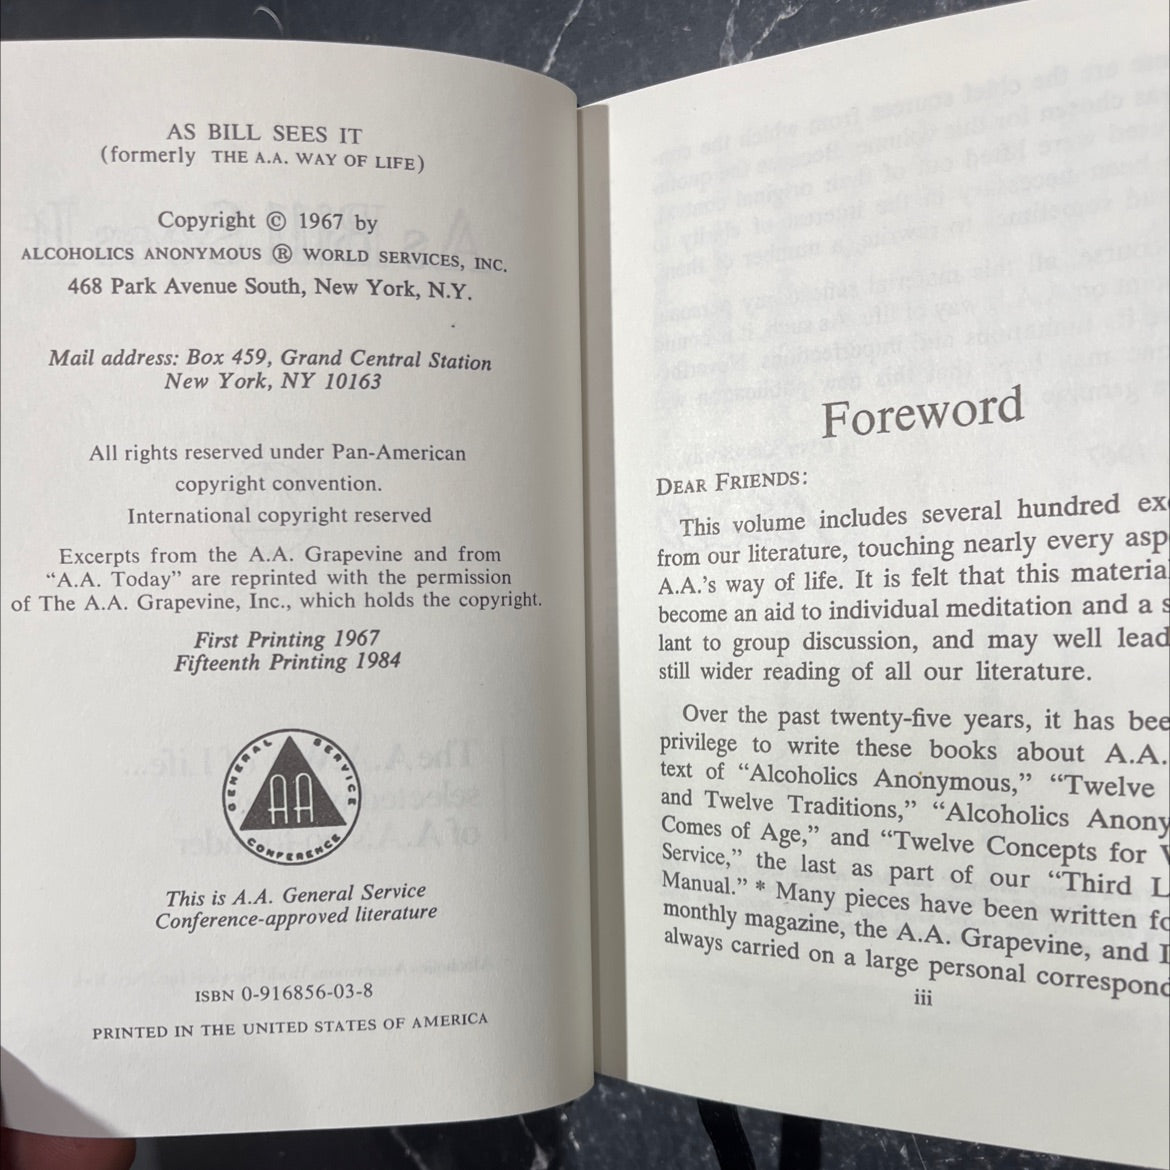 AS BILL SEES IT
(formerly THE A.A. WAY OF LIFE)
Copyright © 1967 by
ALCOHOLICS ANONYMOUS ® WORLD SERVICES, INC.
468 Park Avenue South, New York, N.Y.
Mail address: Box 459, Grand Central Station
New York, NY 10163
All rights reserved under Pan-American
copyright convention.
International copyright reserved
Excerpts from the A.A. Grapevine and from
“A.A. Today” are reprinted with the permission
of The A.A. Grapevine, Inc., which holds the copyright.
First Printing 1967
Fifteenth Printing 1984
GENERAL SERVICE
AA
CONFERENCE
This is A.A. General Service
Conference-approved literature
ISBN 0-916856-03-8
PRINTED IN THE UNITED STATES OF AMERICA
Foreword
DEAR FRIENDS:
This volume includes several hundred ex
from our literature, touching nearly every asp
A.A.’s way of life. It is felt that this materia
become an aid to individual meditation and a s
lant to group discussion, and may well lead
still wider reading of all our literature.
Over the past twenty-five years, it has bee
privilege to write these books about A.A.
text of “Alcoholics Anonymous,” “Twelve
and Twelve Traditions,” “Alcoholics Anony
Comes of Age,” and “Twelve Concepts for
Service,” the last as part of our “Third L
Manual.” * Many pieces have been written fo
monthly magazine, the A.A. Grapevine, and I
always carried on a large personal correspond
iii